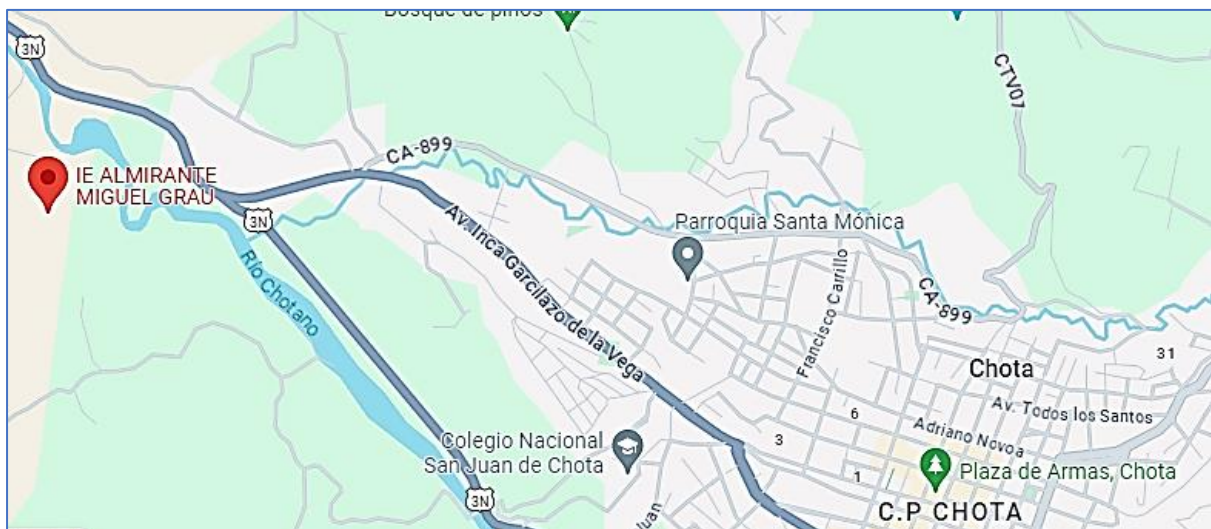 Bosque de pinos
3N
CTV07
CA-899
IE ALMIRANTE
MIGUEL GRAU
3N
Parroquia Santa Mónica
Av. Inca Garcilazo de la Vega
Río Chotano
Francisco Carrillo
CA-899
31
Chota
Av. Todos los Santos
6
Adriano Novoa
3
Colegio Nacional
San Juan de Chota
1
Plaza de Armas, Chota
3N
C.P CHOTA
Juan